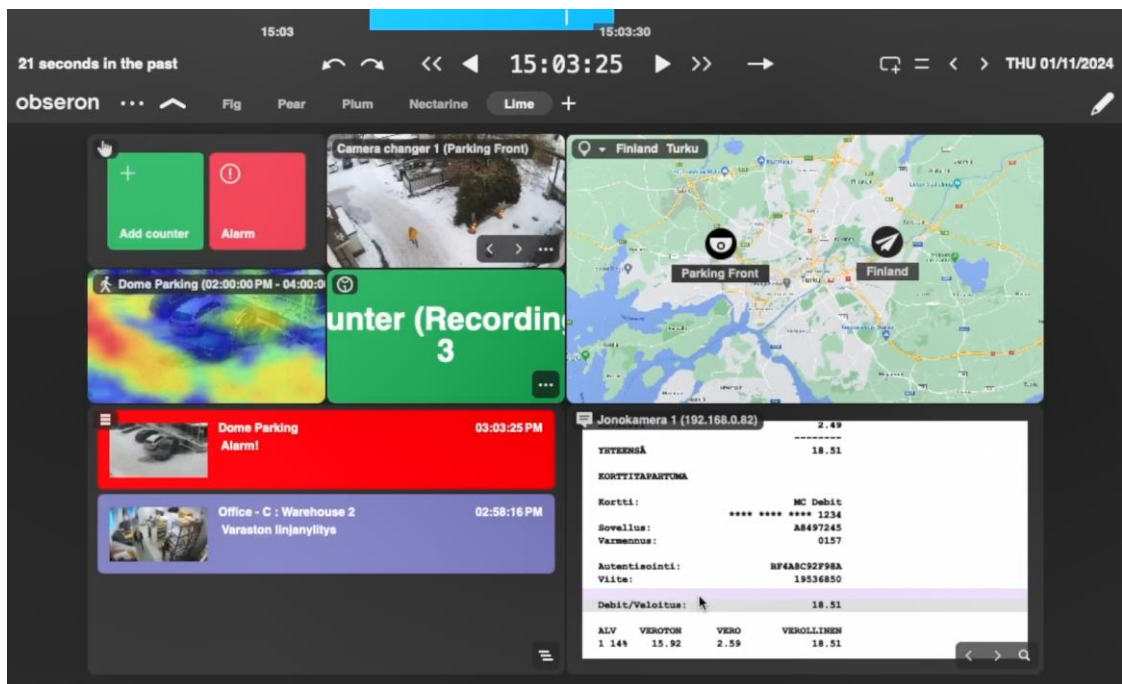 15:03
15:03:30
21 seconds in the past
15:03:25
THU 01/11/2024
obseron
Fig
Pear
Plum
Nectarine
Lime
Add counter
Alarm
Camera changer 1 (Parking Front)
Finland Turku
Parking Front
Finland
Turku
Dome Parking (02:00:00 PM - 04:00:0
unter (Recordin
3
Dome Parking
03:03:25 PM
Alarm!
Office - C : Warehouse 2
02:58:16 PM
Varaston linjanylitys
Jonokamera 1 (192.168.0.82)
2.49
--------
YHTEENSÄ 18.51
KORTTITAPAHTUMA
Kortti: MC Debit
**** **** **** 1234
Sovellus: A8497245
Varmennus: 0157
Autentisointi: RF4A8C92F98A
Viite: 19536850
Debit/Veloitus: 18.51
ALV VEROTON VERO VEROLLINEN
1 14% 15.92 2.59 18.51